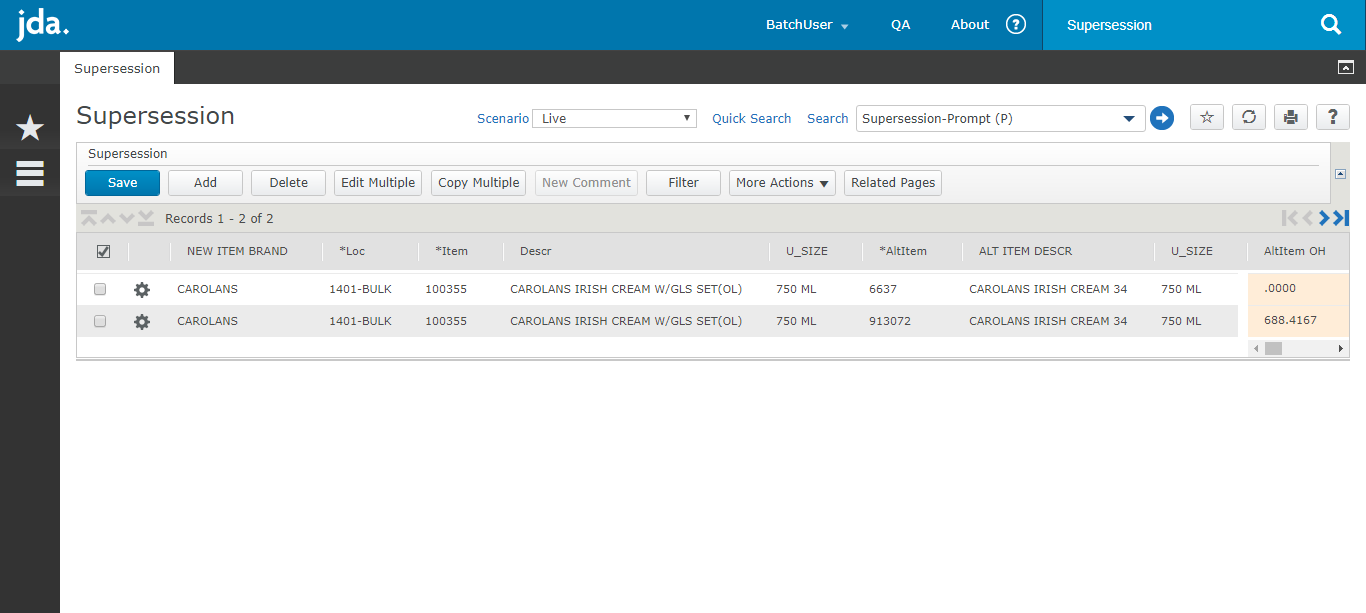 jda.
BatchUser QA About ? Supersession
Supersession
Supersession Scenario Live Quick Search Search Supersession-Prompt (P) ?
Supersession
Save Add Delete Edit Multiple Copy Multiple New Comment Filter More Actions Related Pages
Records 1 - 2 of 2
NEW ITEM BRAND *Loc *Item Descr U_SIZE *AltItem ALT ITEM DESCR U_SIZE AltItem OH
CAROLANS 1401-BULK 100355 CAROLANS IRISH CREAM W/GLS SET(OL) 750 ML 6637 CAROLANS IRISH CREAM 34 750 ML .0000
CAROLANS 1401-BULK 100355 CAROLANS IRISH CREAM W/GLS SET(OL) 750 ML 913072 CAROLANS IRISH CREAM 34 750 ML 688.4167